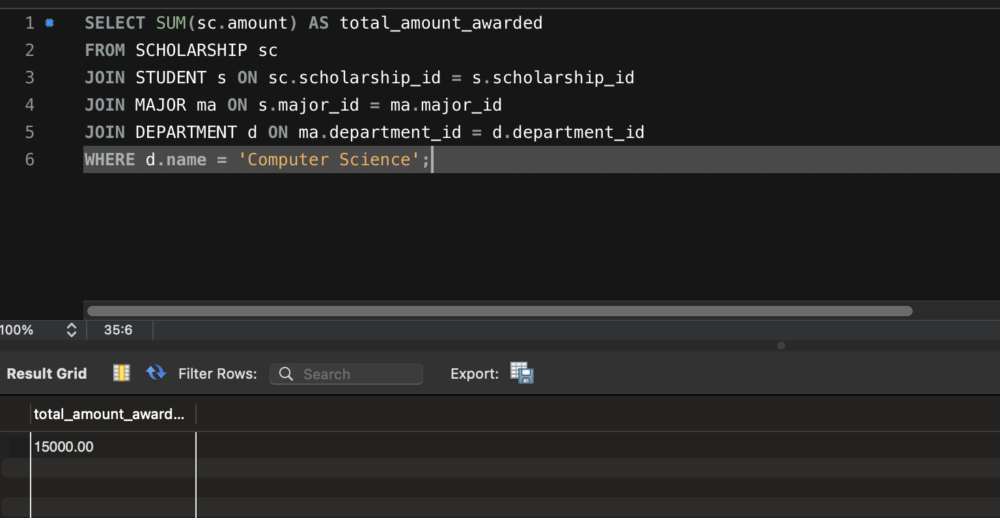 1 SELECT SUM(sc.amount) AS total_amount_awarded
2 FROM SCHOLARSHIP sc
3 JOIN STUDENT s ON sc.scholarship_id = s.scholarship_id
4 JOIN MAJOR ma ON s.major_id = ma.major_id
5 JOIN DEPARTMENT d ON ma.department_id = d.department_id
6 WHERE d.name = 'Computer Science';
100% 35:6
Result Grid Filter Rows: Search Export:
total_amount_award...
15000.00